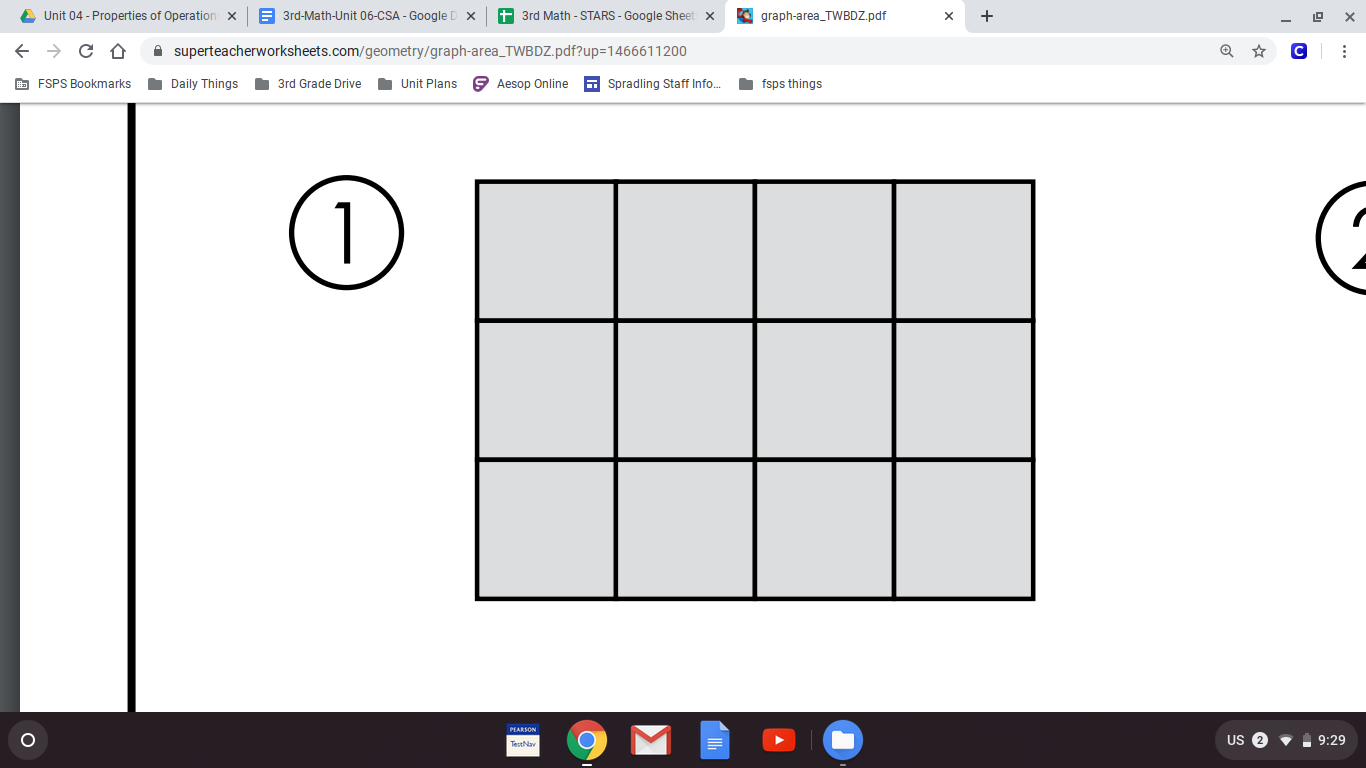 Unit 04 - Properties of Operation
3rd-Math-Unit 06-CSA - Google D
3rd Math - STARS - Google Sheet
graph-area_TWBDZ.pdf
superteacherworksheets.com/geometry/graph-area_TWBDZ.pdf?up=1466611200
C
FSPS Bookmarks
Daily Things
3rd Grade Drive
Unit Plans
Aesop Online
Spradling Staff Info...
fsps things
1
2
PEARSON
TestNav
US 2 9:29